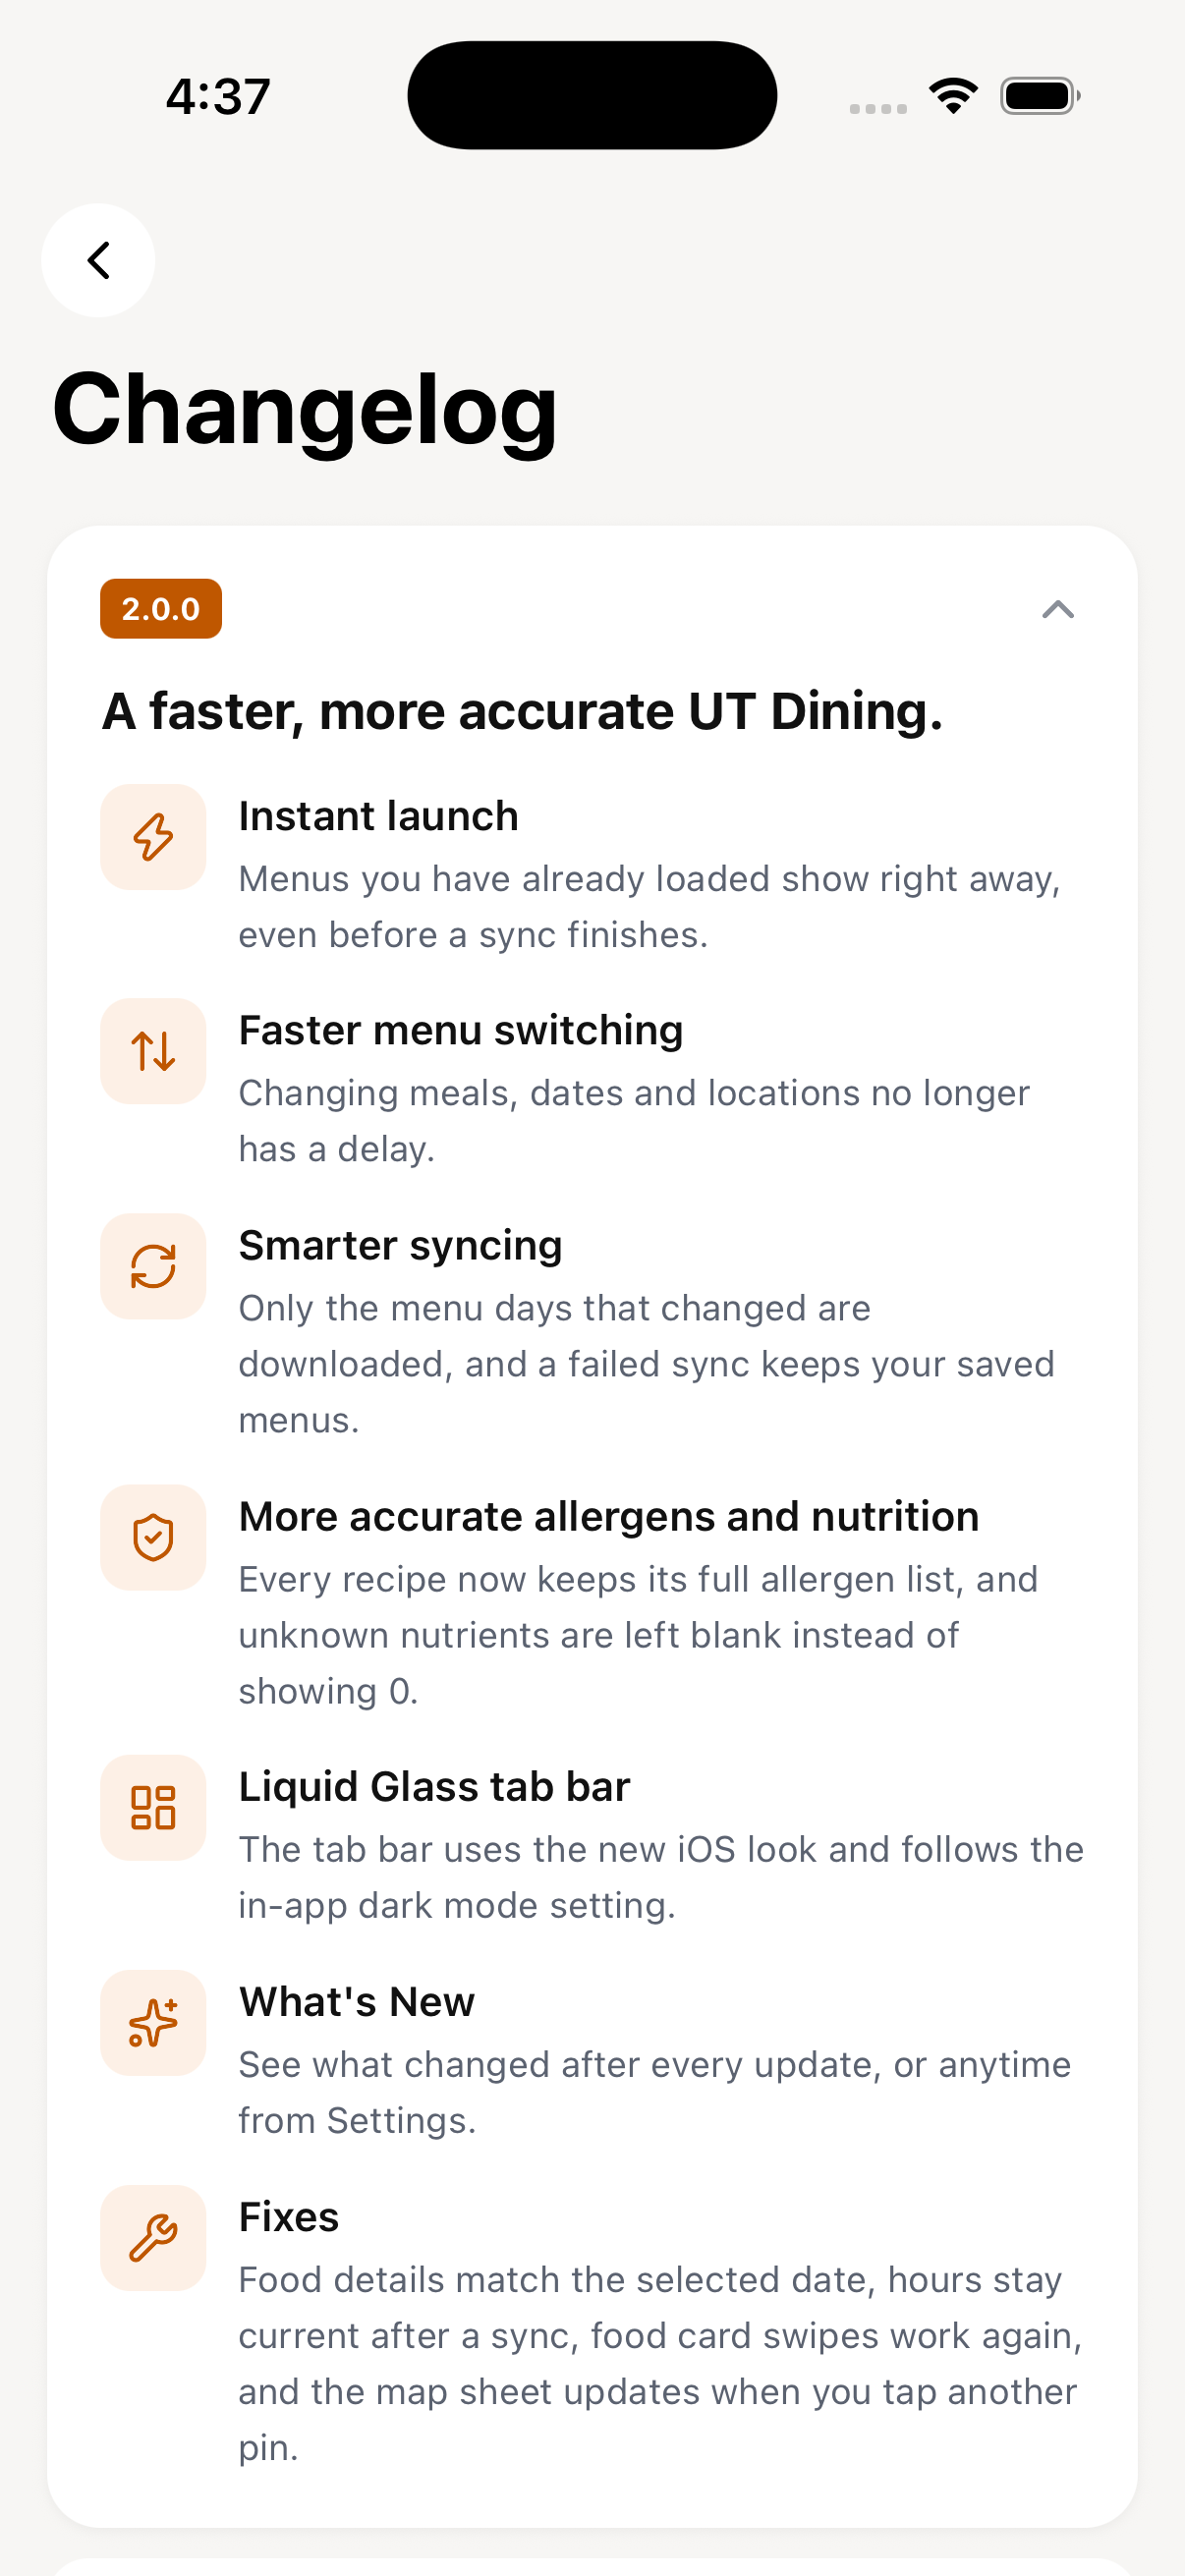 4:37
Changelog
2.0.0
A faster, more accurate UT Dining.
Instant launch
Menus you have already loaded show right away,
even before a sync finishes.
Faster menu switching
Changing meals, dates and locations no longer
has a delay.
Smarter syncing
Only the menu days that changed are
downloaded, and a failed sync keeps your saved
menus.
More accurate allergens and nutrition
Every recipe now keeps its full allergen list, and
unknown nutrients are left blank instead of
showing 0.
Liquid Glass tab bar
The tab bar uses the new iOS look and follows the
in-app dark mode setting.
What's New
See what changed after every update, or anytime
from Settings.
Fixes
Food details match the selected date, hours stay
current after a sync, food card swipes work again,
and the map sheet updates when you tap another
pin.